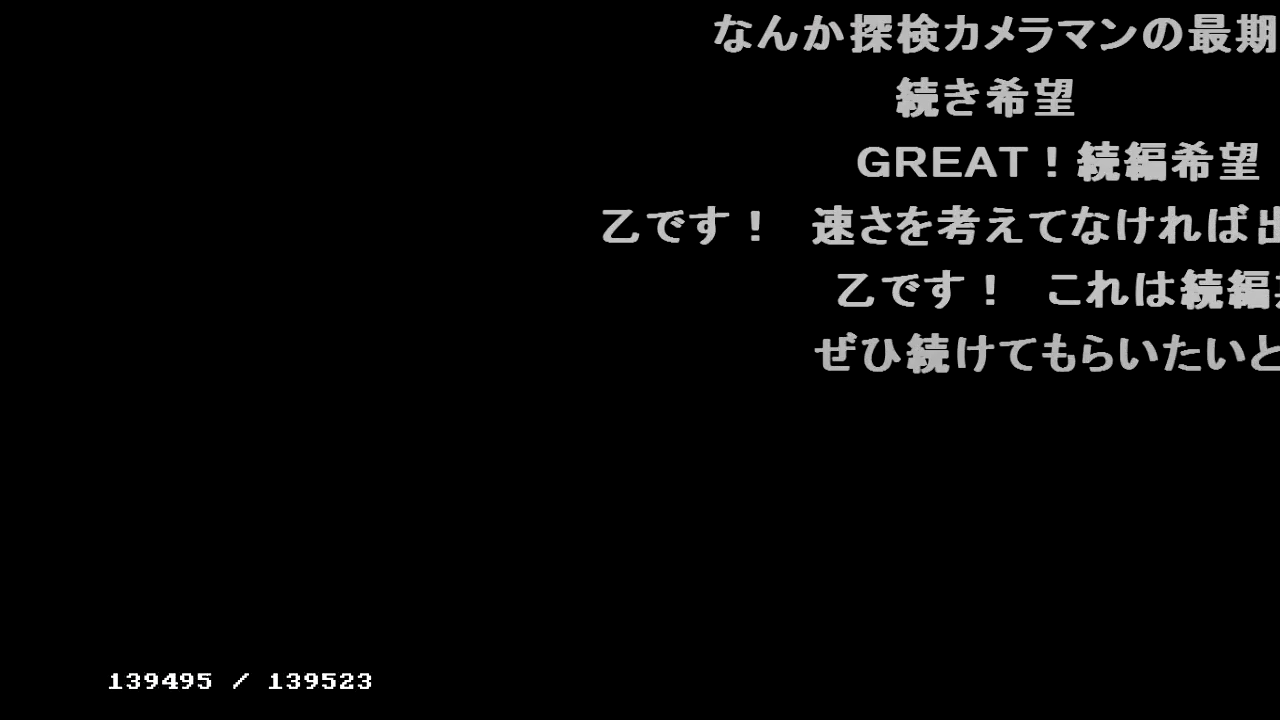 なんか探検カメラマンの最期
続き希望
GREAT！続編希望
乙です！　速さを考えてなければ出
乙です！　これは続編
ぜひ続けてもらいたいと
139495 / 139523